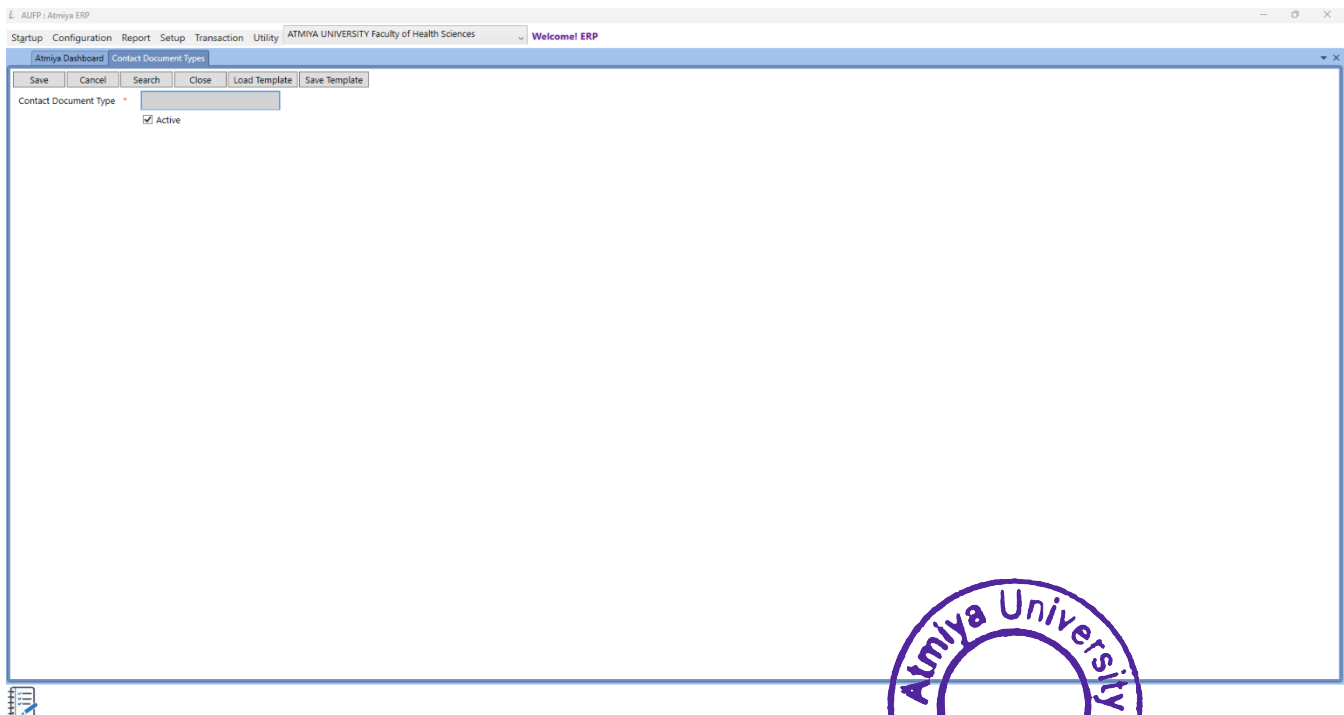 AUFP : Atmiya ERP
Startup Configuration Report Setup Transaction Utility ATMIYA UNIVERSITY Faculty of Health Sciences Welcome! ERP
Atmiya Dashboard Contact Document Types
Save Cancel Search Close Load Template Save Template
Contact Document Type *
Active
Atmiya University